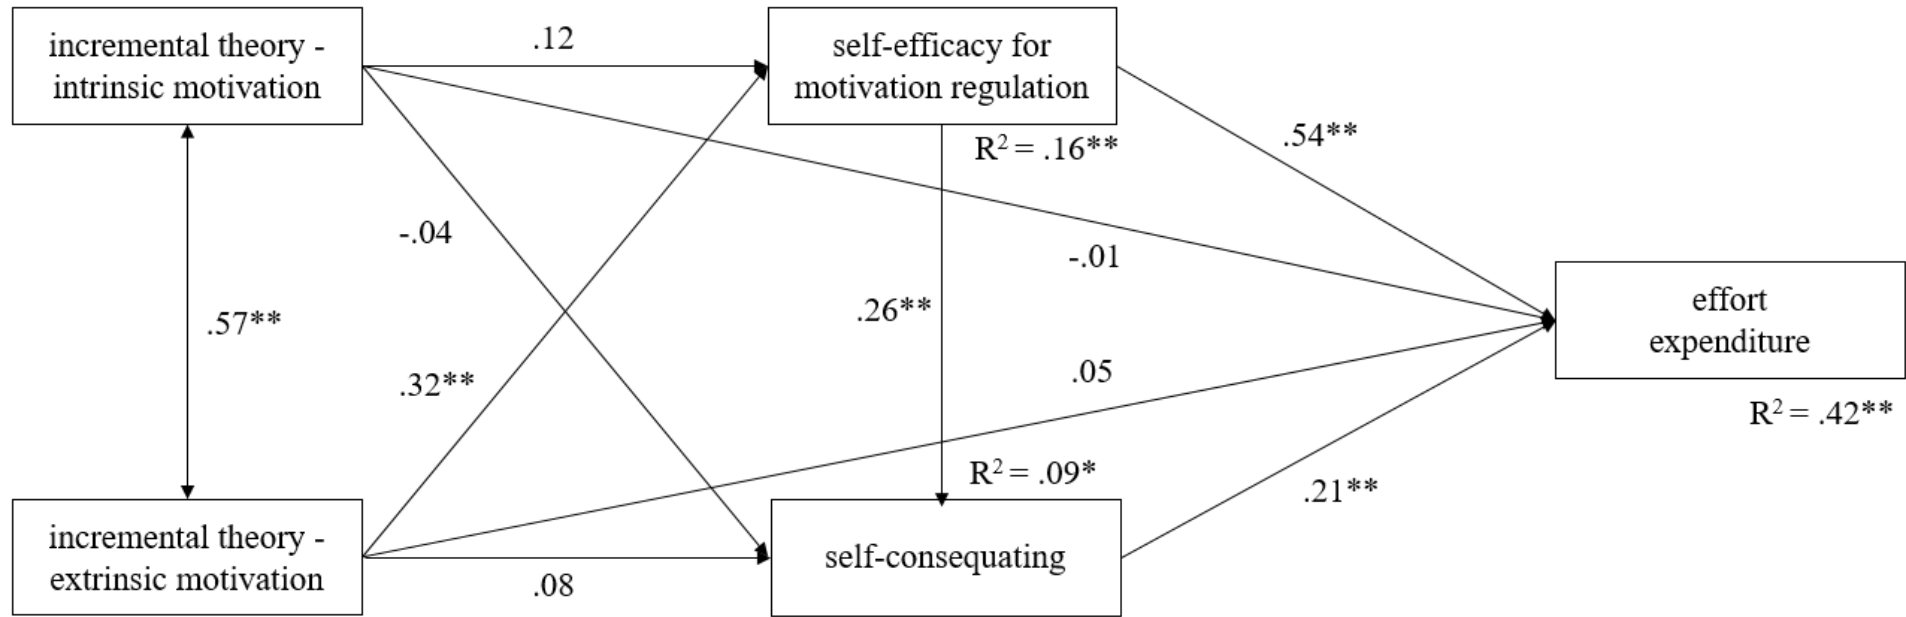 incremental theory -
intrinsic motivation
.12
self-efficacy for
motivation regulation
R² = .16**
.54**
-.04
-.01
.57**
.26**
.32**
.05
effort
expenditure
R² = .42**
R² = .09*
.21**
incremental theory -
extrinsic motivation
.08
self-consequating